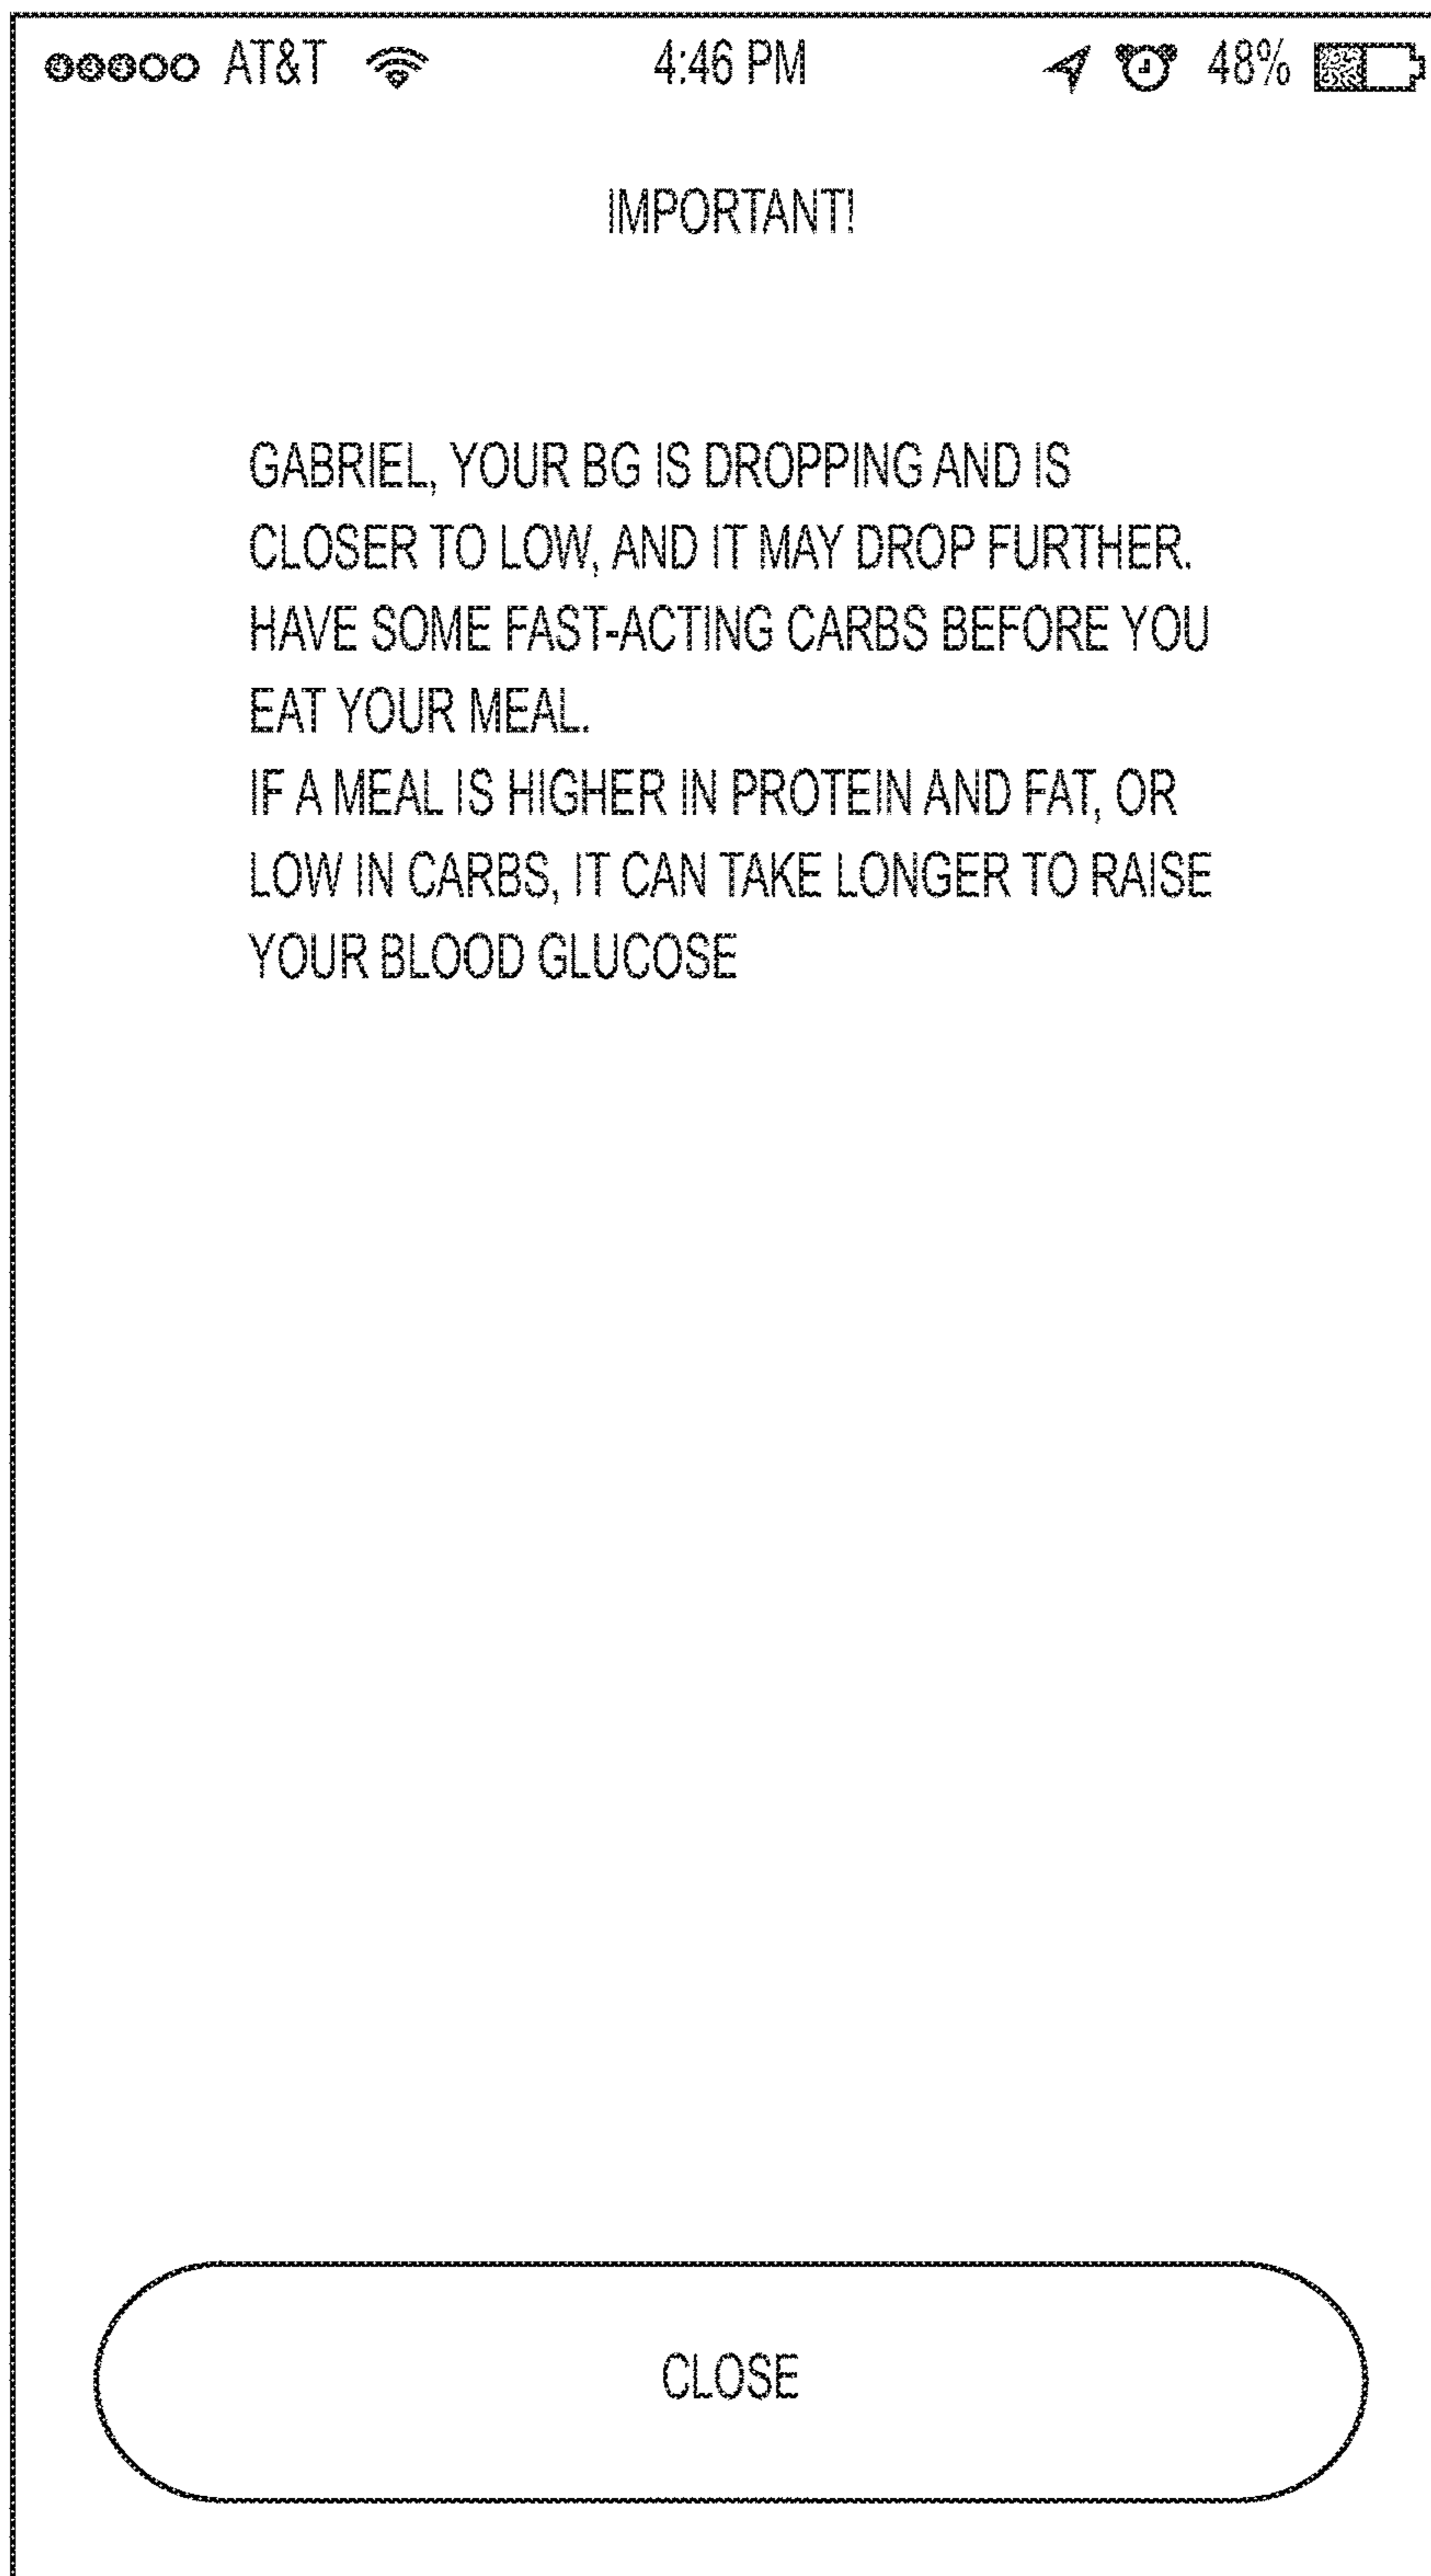 AT&T 4:46 PM 48%
IMPORTANT!
GABRIEL, YOUR BG IS DROPPING AND IS
CLOSER TO LOW, AND IT MAY DROP FURTHER.
HAVE SOME FAST-ACTING CARBS BEFORE YOU
EAT YOUR MEAL.
IF A MEAL IS HIGHER IN PROTEIN AND FAT, OR
LOW IN CARBS, IT CAN TAKE LONGER TO RAISE
YOUR BLOOD GLUCOSE
CLOSE